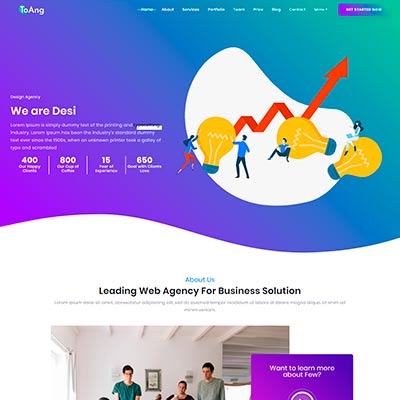 ToAng
Home About Services Portfolio Team Price Blog Contact More
GET STARTED NOW
Design Agency
We are Desi
Lorem Ipsum is simply dummy text of the printing and
industry. Lorem Ipsum has been the industry's standard dummy
text ever since the 1500s, when an unknown printer took a galley of
type and scrambled
400 800 15 650
Our Happy Clients
Our Cup of Coffee
Year of Experience
Goal with Clients Love
About Us
Leading Web Agency For Business Solution
Lorem ipsum dolor sit amet, consectetur adipisicing elit, sed do eiusmod tempor incididunt ut labore et dolore magna aliqua. Ut enim ad
minim veniam.
Want to learn more
about Few?